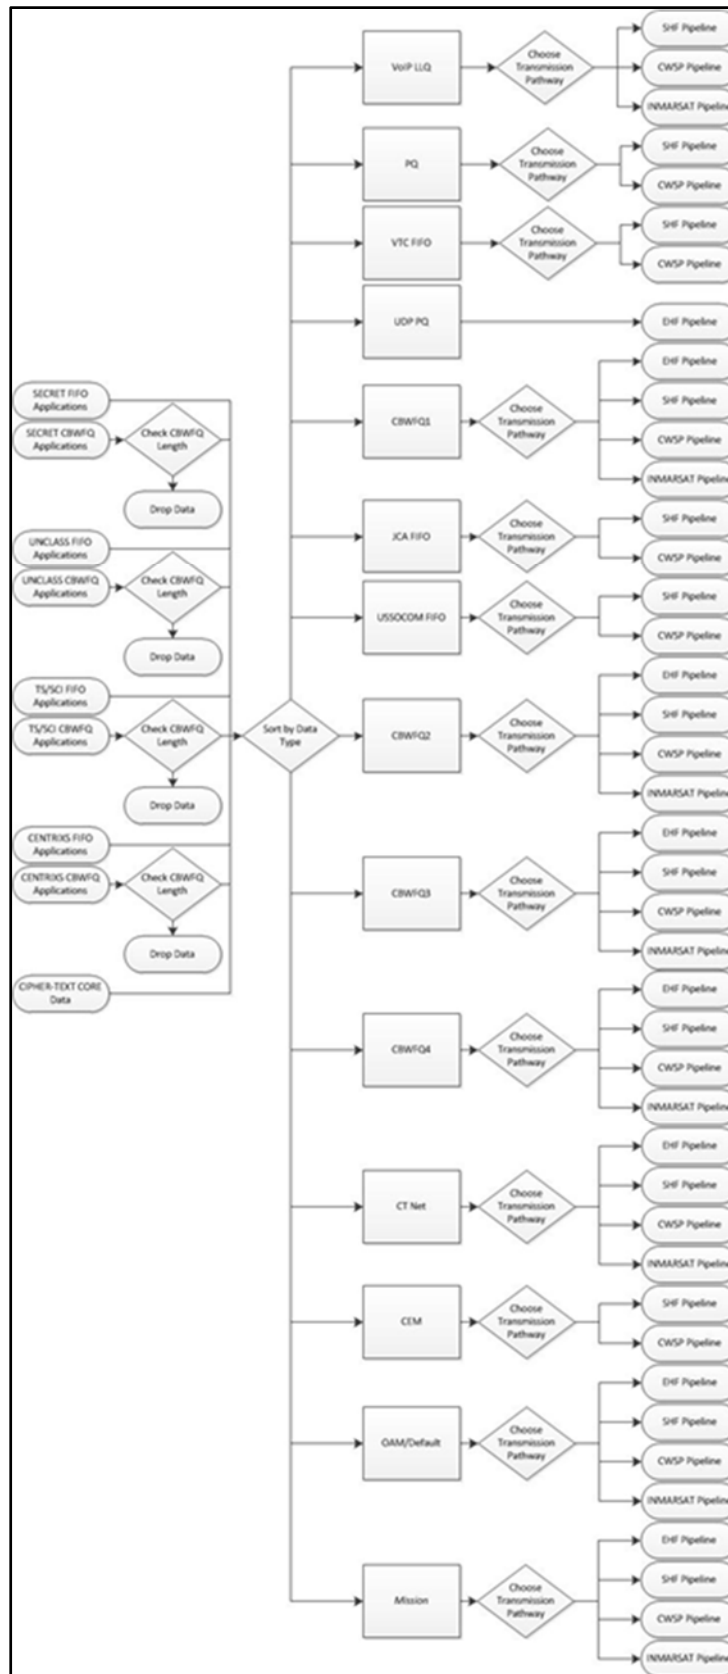 SECRET FIFO
Applications
SECRET CBWFQ
Applications
Check CBWFQ
Length
Drop Data
UNCLASS FIFO
Applications
UNCLASS CBWFQ
Applications
Check CBWFQ
Length
Drop Data
TS/SCI FIFO
Applications
TS/SCI CBWFQ
Applications
Check CBWFQ
Length
Drop Data
CENTRIXS FIFO
Applications
CENTRIXS CBWFQ
Applications
Check CBWFQ
Length
Drop Data
CIPHER-TEXT CORE
Data
Sort by Data
Type
VoIP LLQ
Choose
Transmission
Pathway
SHF Pipeline
CWSP Pipeline
INMARSAT Pipeline
PQ
Choose
Transmission
Pathway
SHF Pipeline
CWSP Pipeline
VTC FIFO
Choose
Transmission
Pathway
SHF Pipeline
CWSP Pipeline
UDP PQ
EHF Pipeline
CBWFQ1
Choose
Transmission
Pathway
EHF Pipeline
SHF Pipeline
CWSP Pipeline
INMARSAT Pipeline
JCA FIFO
Choose
Transmission
Pathway
SHF Pipeline
CWSP Pipeline
USSOCOM FIFO
Choose
Transmission
Pathway
SHF Pipeline
CWSP Pipeline
CBWFQ2
Choose
Transmission
Pathway
EHF Pipeline
SHF Pipeline
CWSP Pipeline
INMARSAT Pipeline
CBWFQ3
Choose
Transmission
Pathway
EHF Pipeline
SHF Pipeline
CWSP Pipeline
INMARSAT Pipeline
CBWFQ4
Choose
Transmission
Pathway
EHF Pipeline
SHF Pipeline
CWSP Pipeline
INMARSAT Pipeline
CT Net
Choose
Transmission
Pathway
EHF Pipeline
SHF Pipeline
CWSP Pipeline
INMARSAT Pipeline
CEM
Choose
Transmission
Pathway
SHF Pipeline
CWSP Pipeline
OAM/Default
Choose
Transmission
Pathway
EHF Pipeline
SHF Pipeline
CWSP Pipeline
INMARSAT Pipeline
Mission
Choose
Transmission
Pathway
EHF Pipeline
SHF Pipeline
CWSP Pipeline
INMARSAT Pipeline